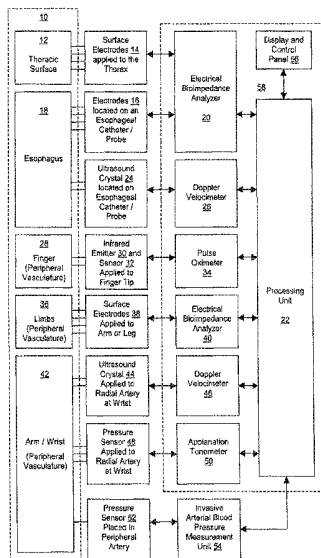 10
12
Thoracic
Surface
Surface
Electrodes 14
applied to the
Thorax
Electrical
Bioimpedance
Analyzer
20
Display and
Control
Panel 56
58
18
Esophagus
Electrodes 16
located on an
Esophageal
Catheter /
Probe
Ultrasound
Crystal 24
located on
Esophageal
Catheter /
Probe
Doppler
Velocimeter
26
28
Finger
(Peripheral
Vasculature)
Infrared
Emitter 30 and
Sensor 32
Applied to
Finger Tip
Pulse
Oximeter
34
Processing
Unit
22
36
Limbs
(Peripheral
Vasculature)
Surface
Electrodes 38
Applied to
Arm or Leg
Electrical
Bioimpedance
Analyzer
40
42
Arm / Wrist
(Peripheral
Vasculature)
Ultrasound
Crystal 44
Applied to
Radial Artery
at Wrist
Doppler
Velocimeter
46
Pressure
Sensor 48
Applied to
Radial Artery
at Wrist
Applanation
Tonometer
50
Pressure
Sensor 52
Placed in
Peripheral
Artery
Invasive
Arterial Blood
Pressure
Measurement
Unit 54